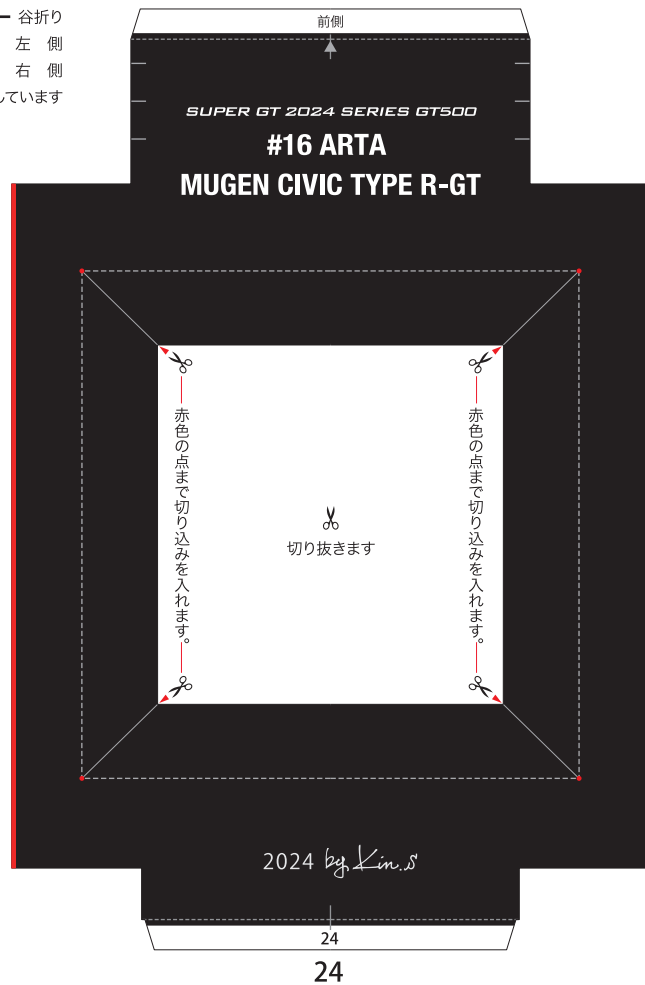 谷折り
左 側
右 側
しています
前側
SUPER GT 2024 SERIES GT500
#16 ARTA
MUGEN CIVIC TYPE R-GT
赤色の点まで切り込みを入れます。
赤色の点まで切り込みを入れます。
切り抜きます
2024 by Kin.s
24
24